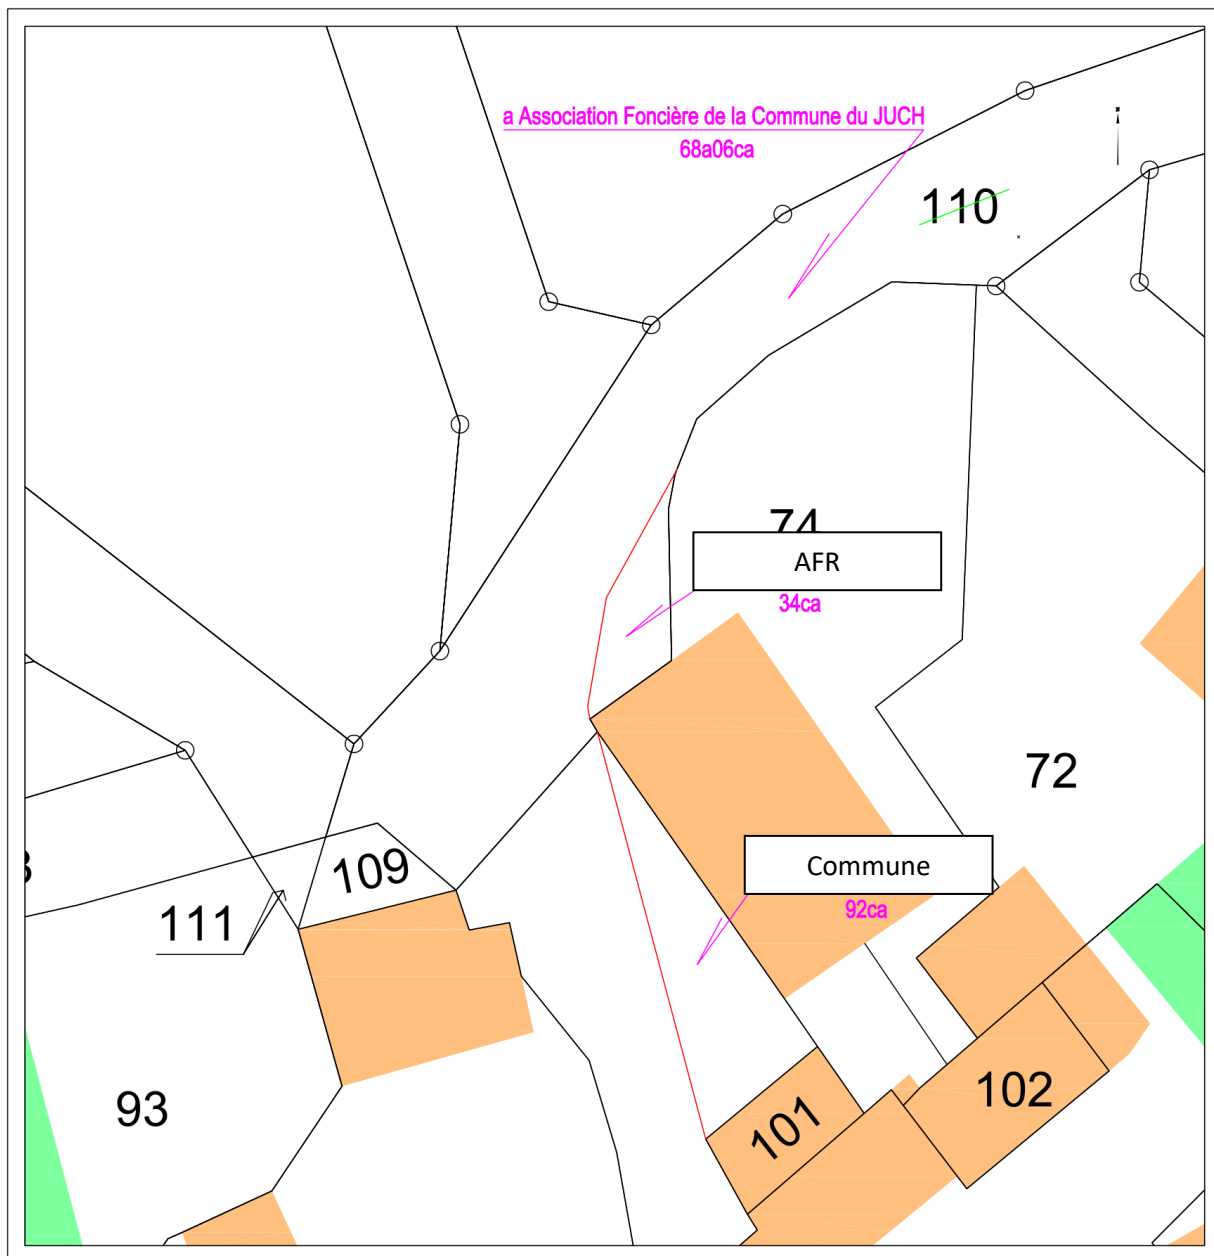 a Association Foncière de la Commune du JUCH
68a06ca
110
74
AFR
34ca
72
Commune
92ca
109
111
93
101
102